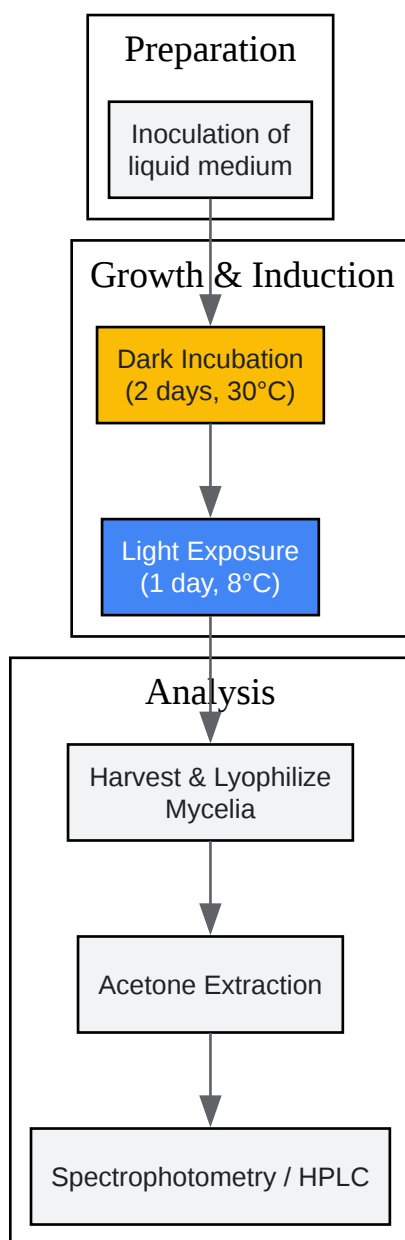 Preparation
Inoculation of
liquid medium
Growth & Induction
Dark Incubation
(2 days, 30°C)
Light Exposure
(1 day, 8°C)
Analysis
Harvest & Lyophilize
Mycelia
Acetone Extraction
Spectrophotometry / HPLC